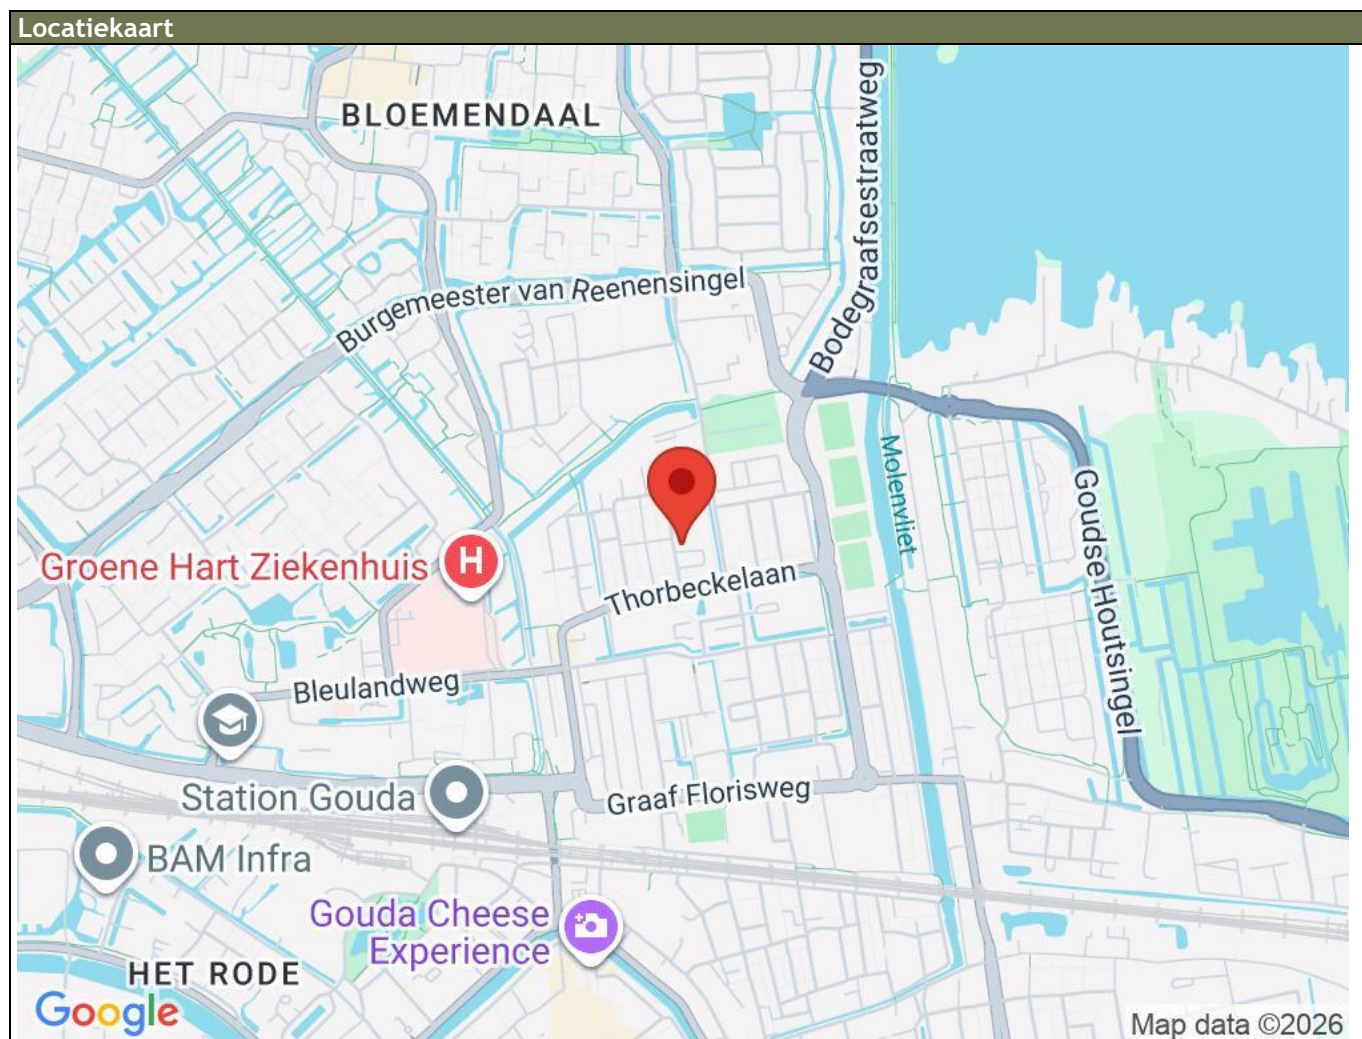 Locatiekaart
BLOEMENDAAL
Bodegraafsestraatweg
Burgemeester van Reenensingel
Molenvliet
Goudse Houtsingel
H
Groene Hart Ziekenhuis
Thorbeckelaan
Bleulandweg
Station Gouda
Graaf Florisweg
BAM Infra
Gouda Cheese
Experience
HET RODE
Google
Map data ©2026